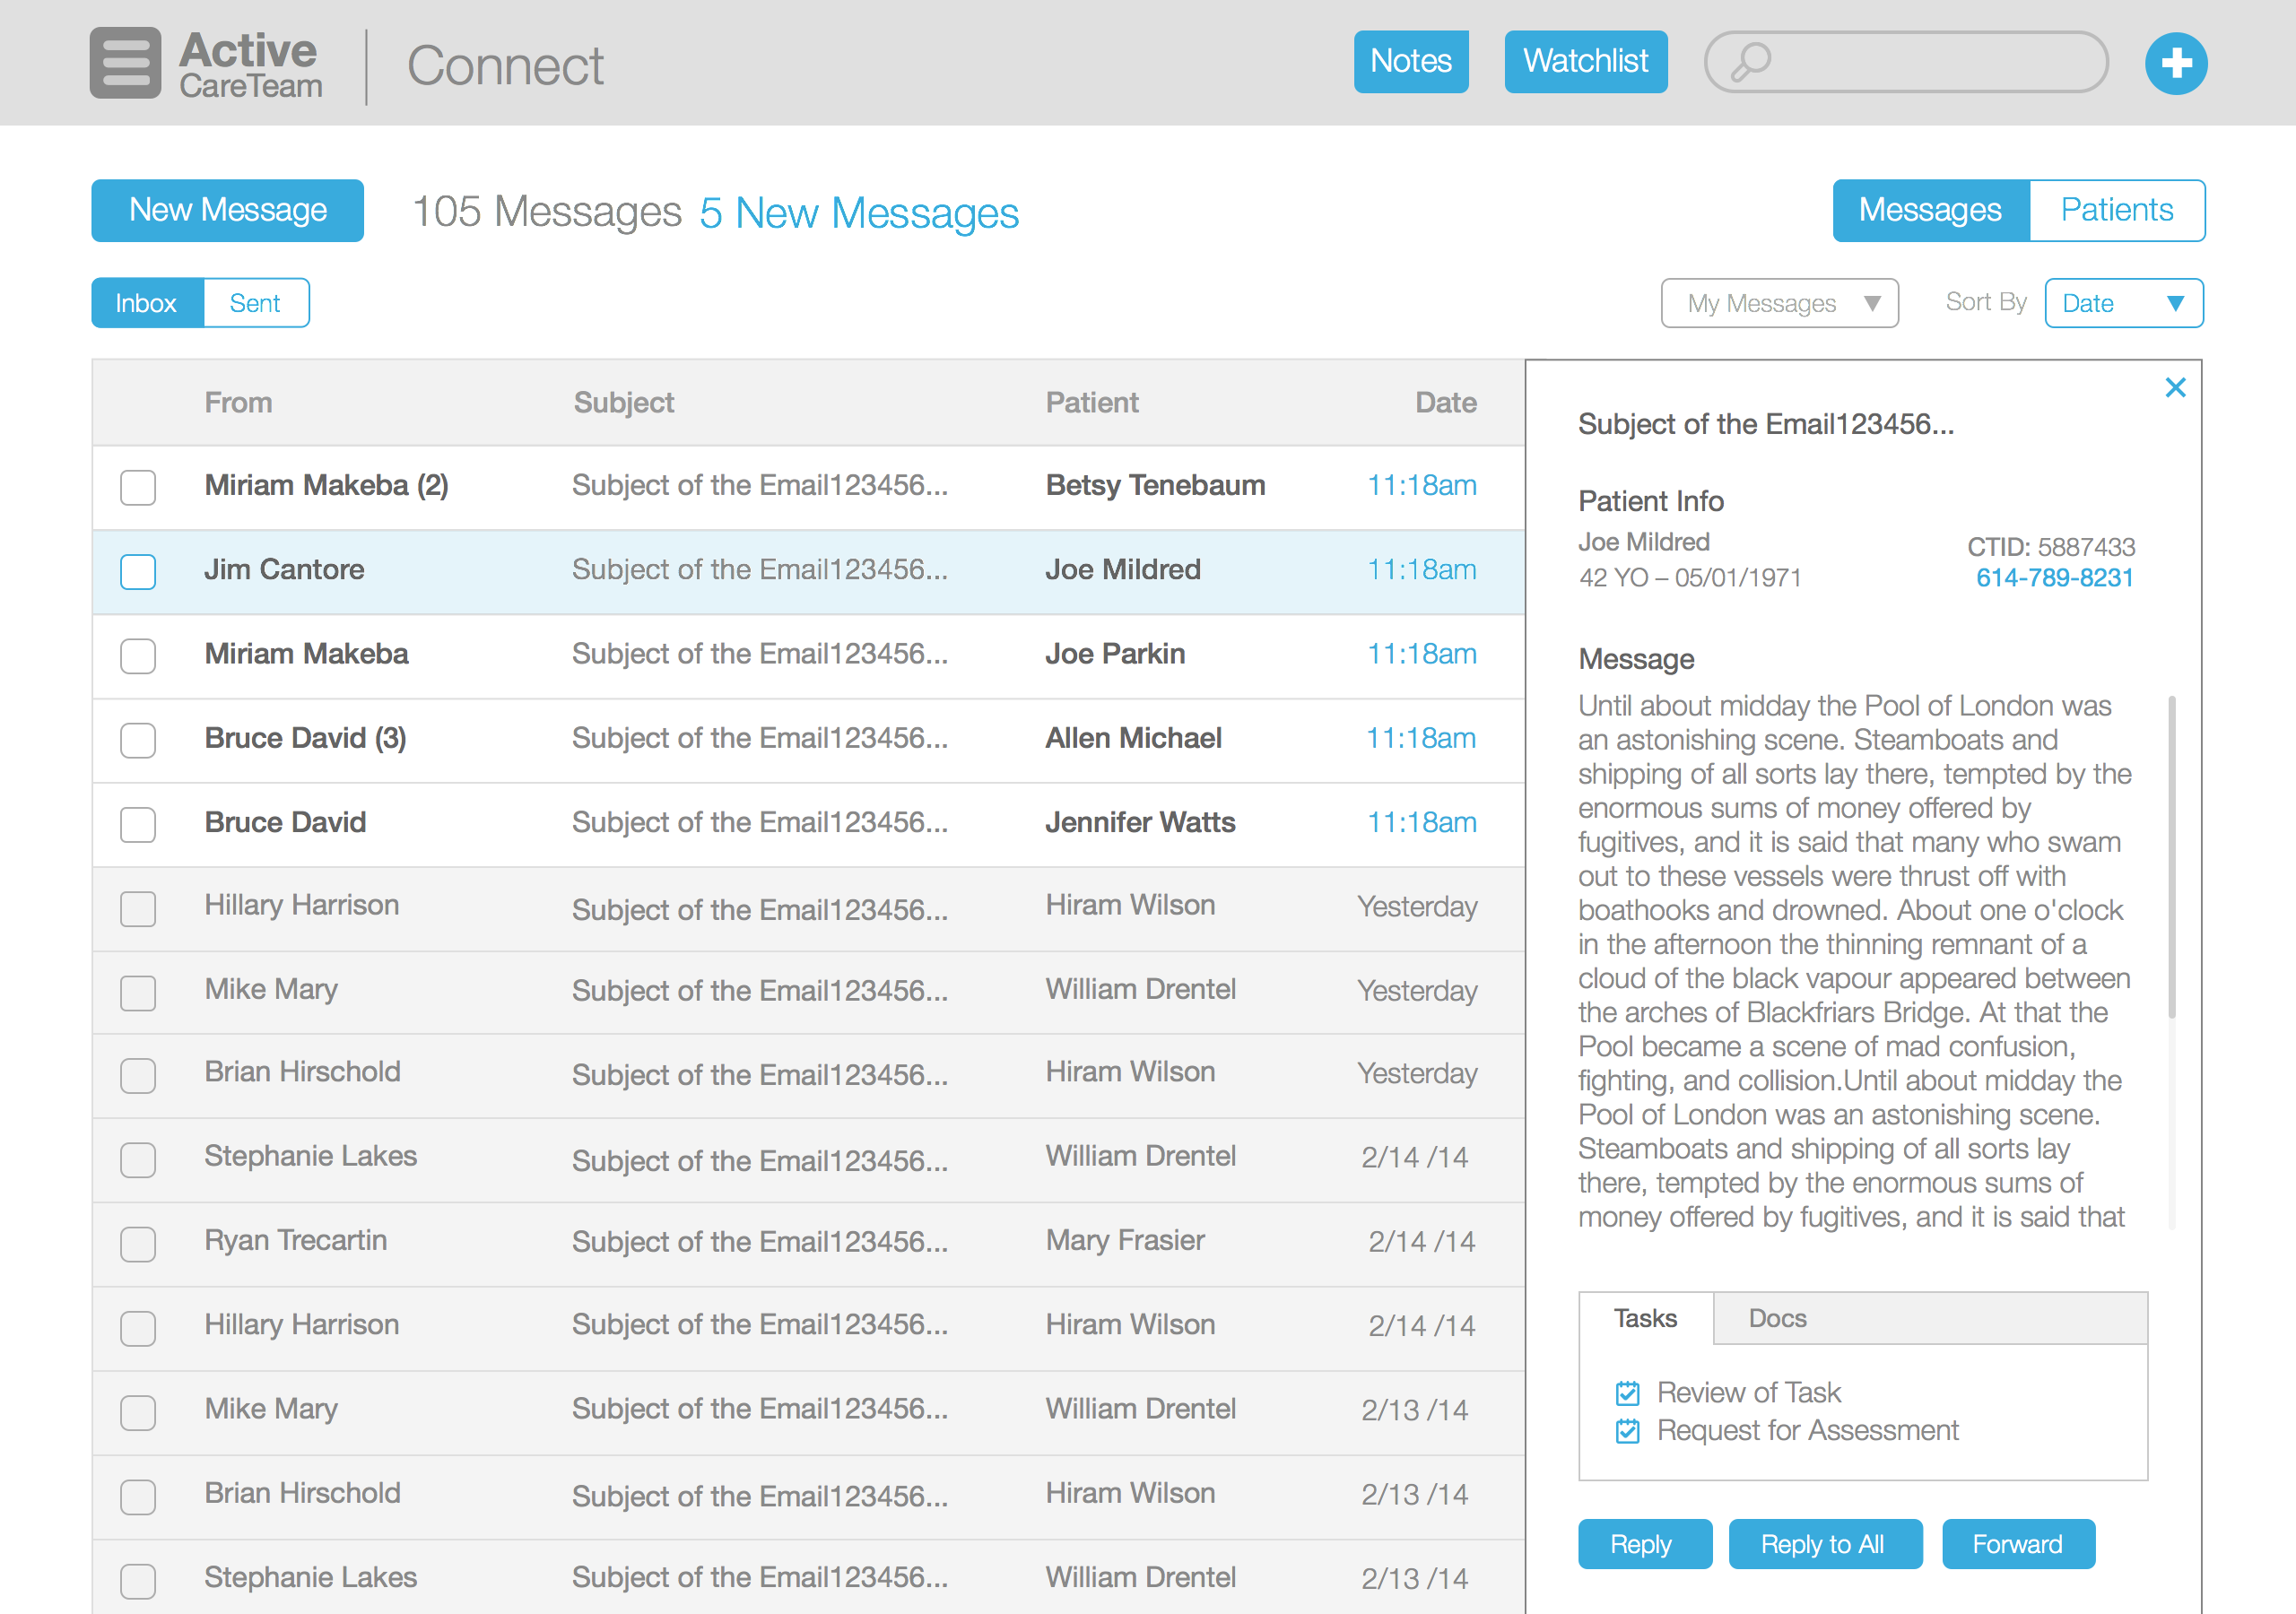 Active
CareTeam
Connect
Notes
Watchlist
New Message
105 Messages
5 New Messages
Messages
Patients
Inbox
Sent
My Messages
Sort By
Date
From Subject Patient Date
Miriam Makeba (2) Subject of the Email123456... Betsy Tenebaum 11:18am
Jim Cantore Subject of the Email123456... Joe Mildred 11:18am
Miriam Makeba Subject of the Email123456... Joe Parkin 11:18am
Bruce David (3) Subject of the Email123456... Allen Michael 11:18am
Bruce David Subject of the Email123456... Jennifer Watts 11:18am
Hillary Harrison Subject of the Email123456... Hiram Wilson Yesterday
Mike Mary Subject of the Email123456... William Drentel Yesterday
Brian Hirschold Subject of the Email123456... Hiram Wilson Yesterday
Stephanie Lakes Subject of the Email123456... William Drentel 2/14 /14
Ryan Trecartin Subject of the Email123456... Mary Frasier 2/14 /14
Hillary Harrison Subject of the Email123456... Hiram Wilson 2/14 /14
Mike Mary Subject of the Email123456... William Drentel 2/13 /14
Brian Hirschold Subject of the Email123456... Hiram Wilson 2/13 /14
Stephanie Lakes Subject of the Email123456... William Drentel 2/13 /14
Subject of the Email123456...
Patient Info
Joe Mildred CTID: 5887433
42 YO – 05/01/1971 614-789-8231
Message
Until about midday the Pool of London was
an astonishing scene. Steamboats and
shipping of all sorts lay there, tempted by the
enormous sums of money offered by
fugitives, and it is said that many who swam
out to these vessels were thrust off with
boathooks and drowned. About one o'clock
in the afternoon the thinning remnant of a
cloud of the black vapour appeared between
the arches of Blackfriars Bridge. At that the
Pool became a scene of mad confusion,
fighting, and collision.Until about midday the
Pool of London was an astonishing scene.
Steamboats and shipping of all sorts lay
there, tempted by the enormous sums of
money offered by fugitives, and it is said that
Tasks
Docs
Review of Task
Request for Assessment
Reply
Reply to All
Forward